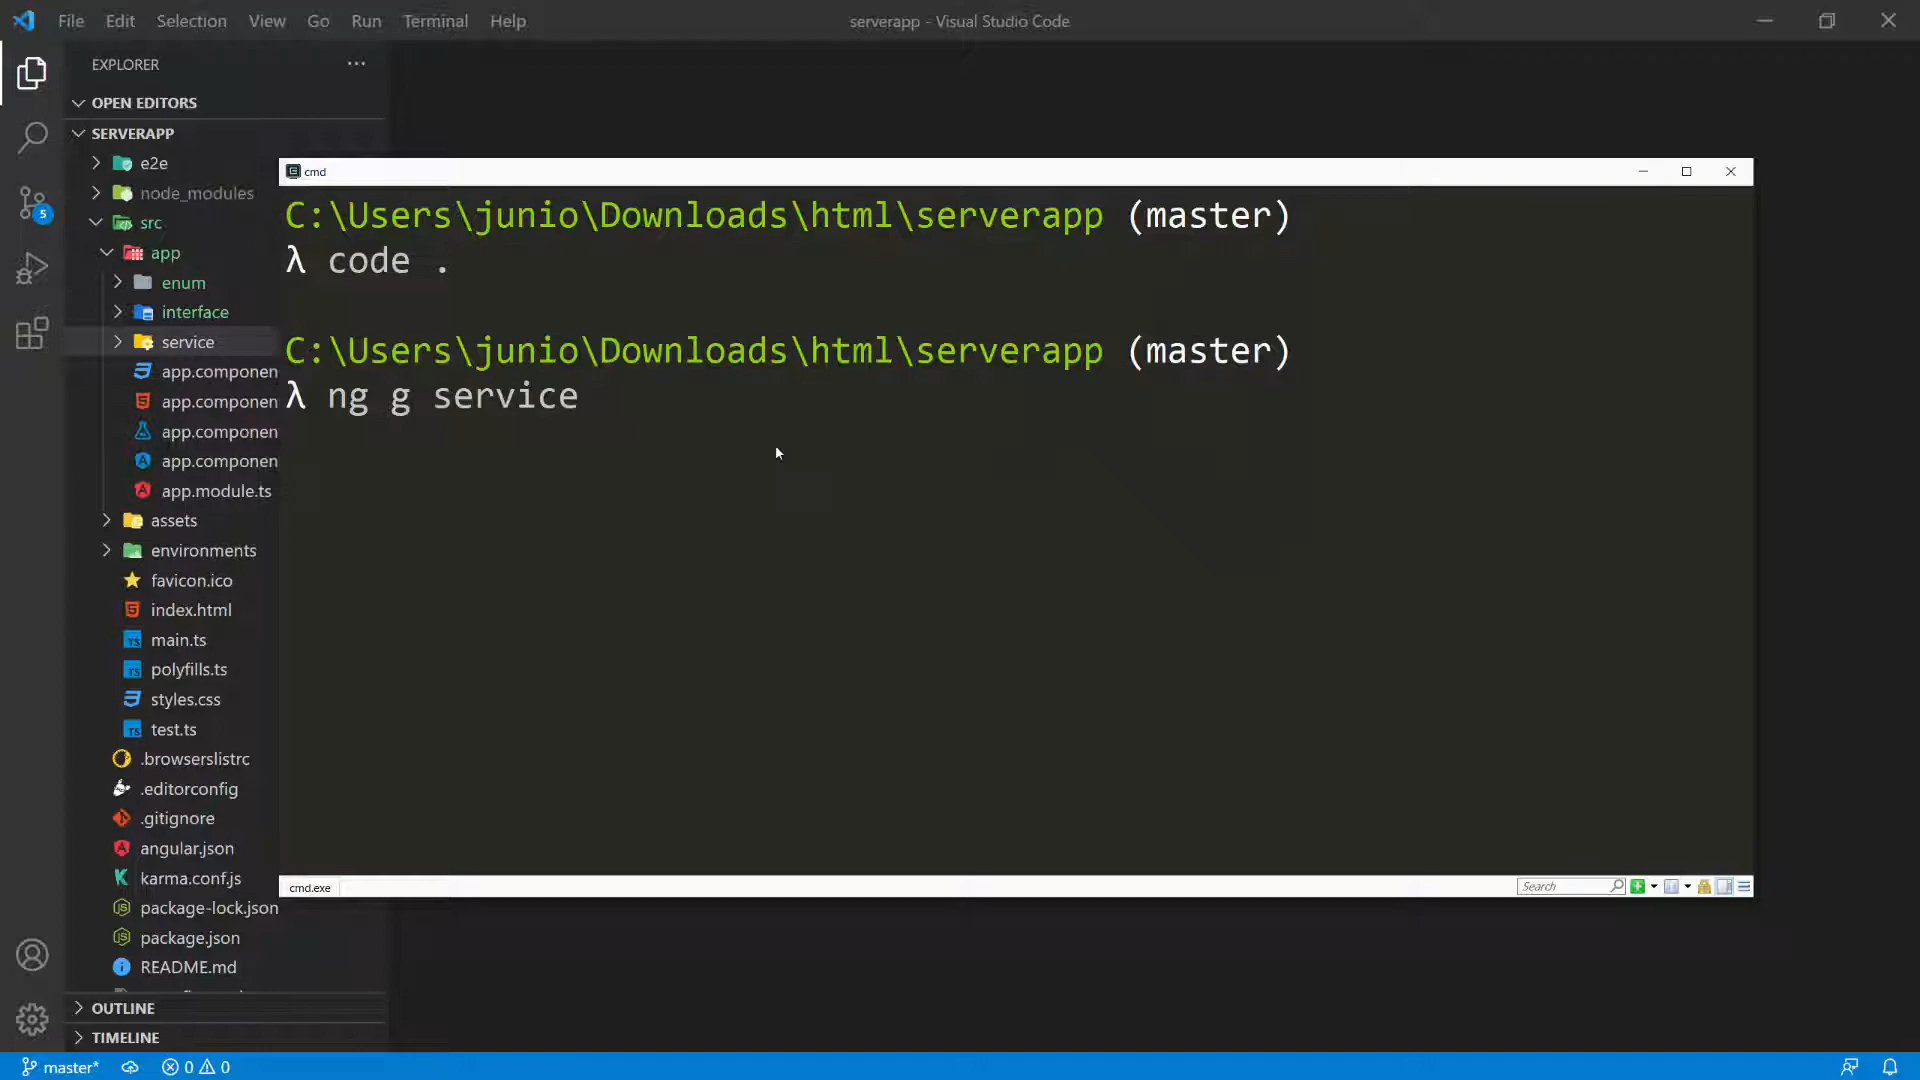 File Edit Selection View Go Run Terminal Help
serverapp - Visual Studio Code
EXPLORER
OPEN EDITORS
SERVERAPP
e2e
node_modules
src
app
enum
interface
service
app.componen
app.componen
app.componen
app.componen
app.module.ts
assets
environments
favicon.ico
index.html
main.ts
polyfills.ts
styles.css
test.ts
.browserslistrc
.editorconfig
.gitignore
angular.json
karma.conf.js
package-lock.json
package.json
README.md
OUTLINE
TIMELINE
5
cmd
C:\Users\junio\Downloads\html\serverapp (master)
λ code .
C:\Users\junio\Downloads\html\serverapp (master)
λ ng g service
cmd.exe
Search
master*
0
0